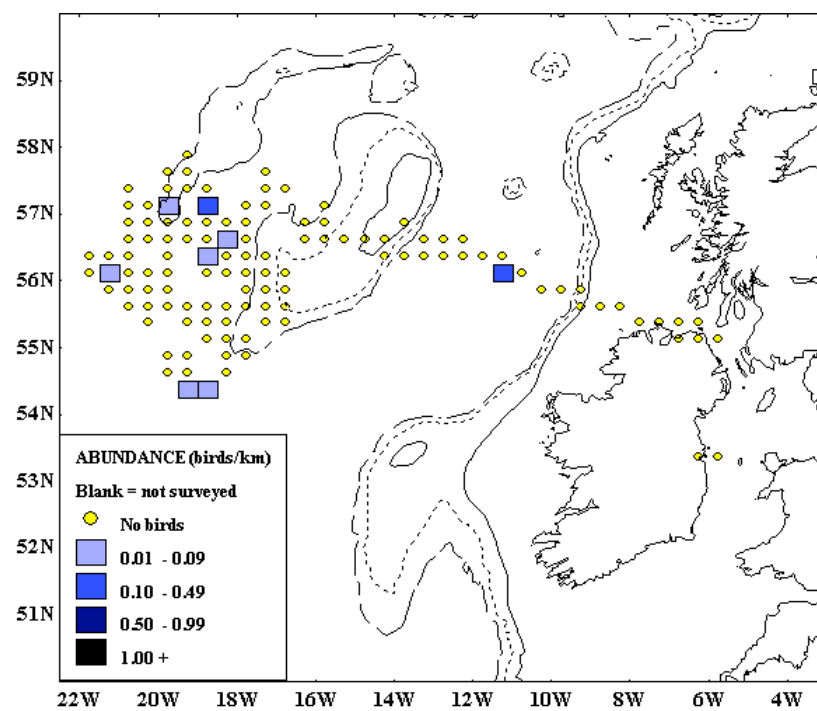 59N
58N
57N
56N
55N
54N
53N
52N
51N
ABUNDANCE (birds/km)
Blank = not surveyed
No birds
0.01 - 0.09
0.10 - 0.49
0.50 - 0.99
1.00 +
22W 20W 18W 16W 14W 12W 10W 8W 6W 4W